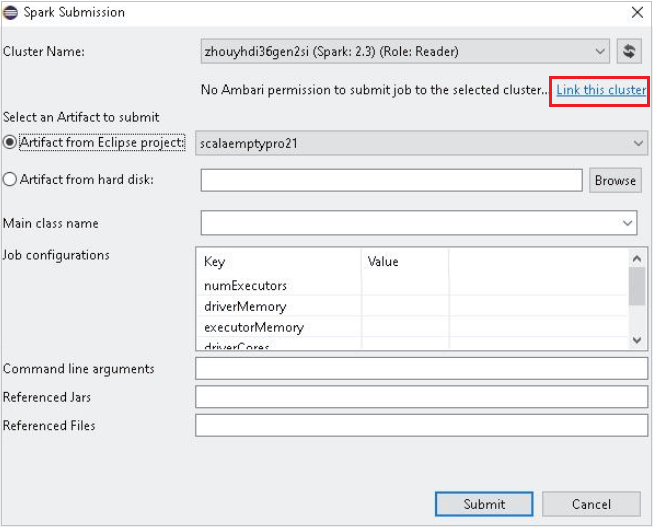 Spark Submission
Cluster Name:
zhouyhdi36gen2si (Spark: 2.3) (Role: Reader)
No Ambari permission to submit job to the selected cluster... Link this cluster
Select an Artifact to submit
Artifact from Eclipse project:
scalaemptypro21
Artifact from hard disk:
Browse
Main class name
Job configurations
Key Value
numExecutors
driverMemory
executorMemory
driverCores
Command line arguments
Referenced Jars
Referenced Files
Submit Cancel